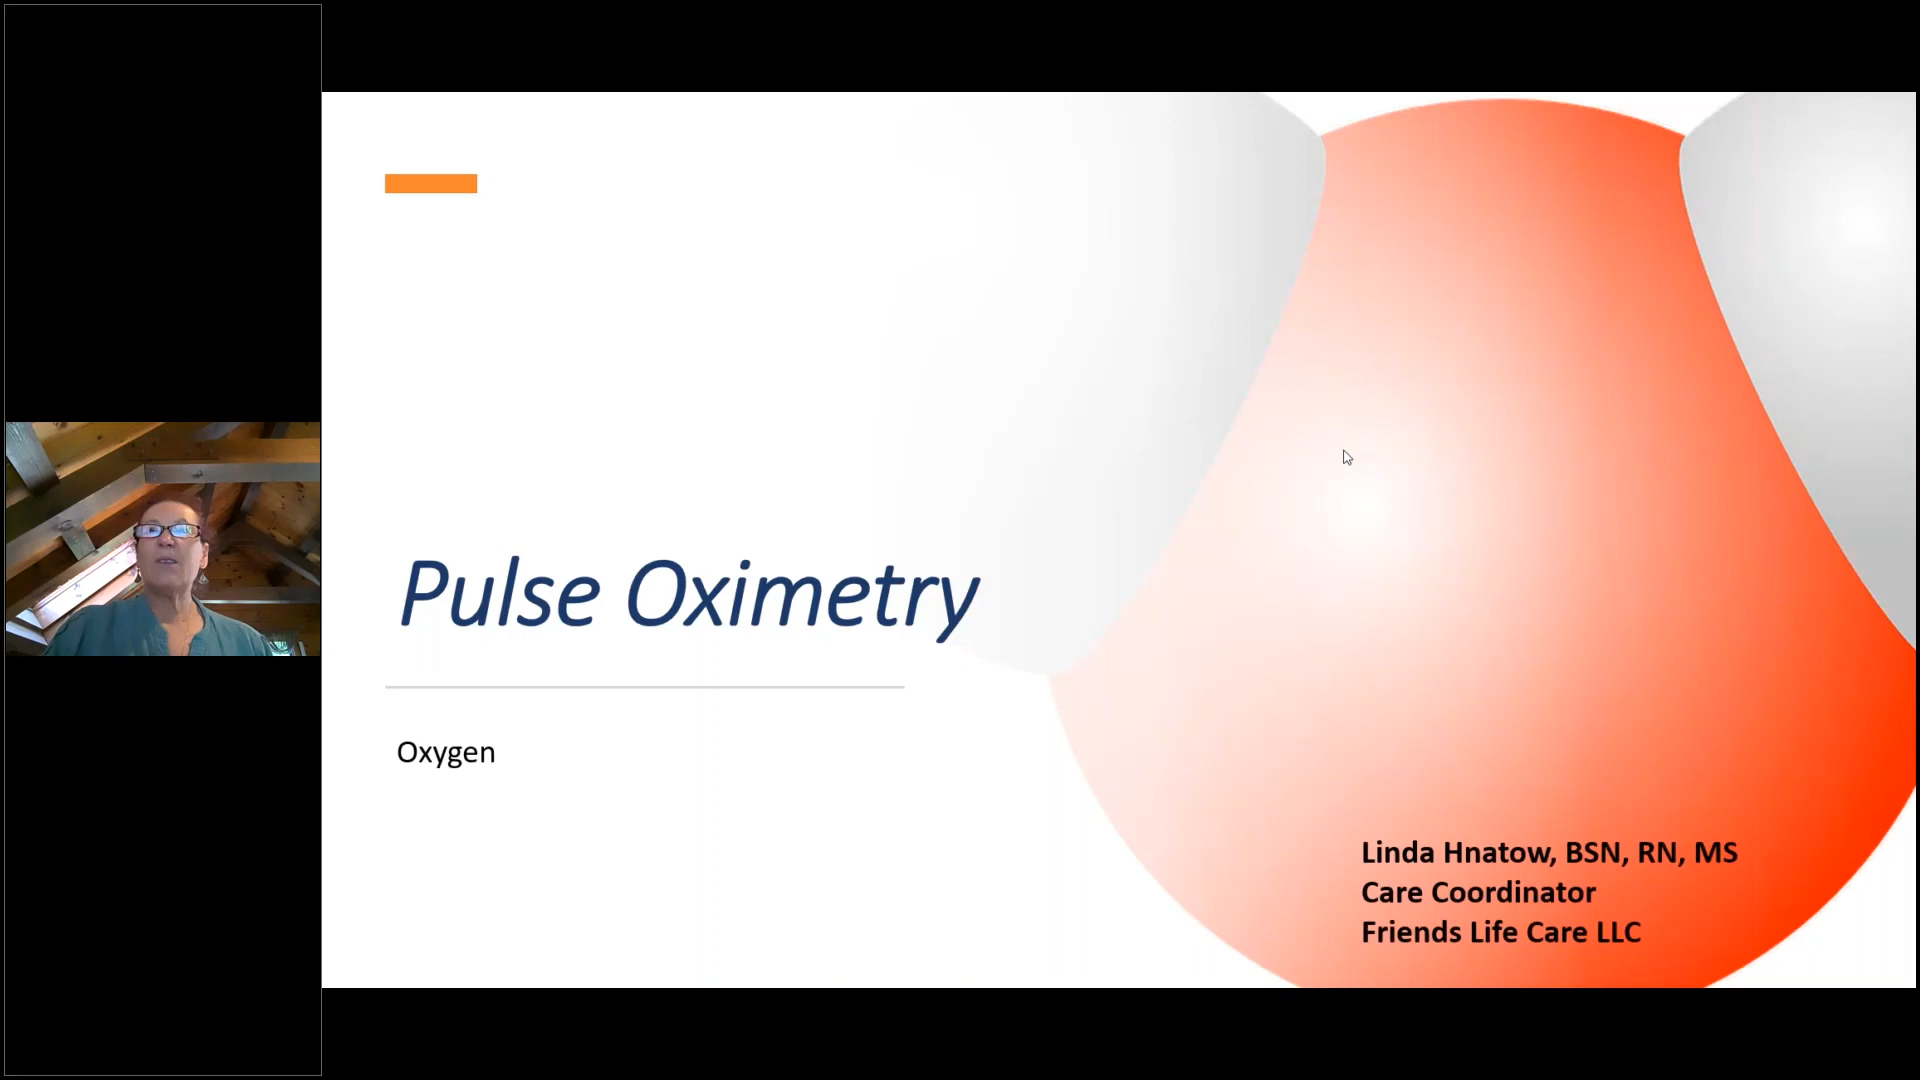 Pulse Oximetry
Oxygen
Linda Hnatow, BSN, RN, MS
Care Coordinator
Friends Life Care LLC